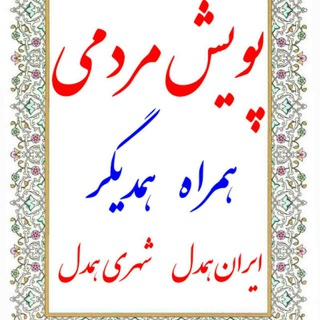 پویش مردمی
همراه همدیگر
ایران همدل شهری همدل